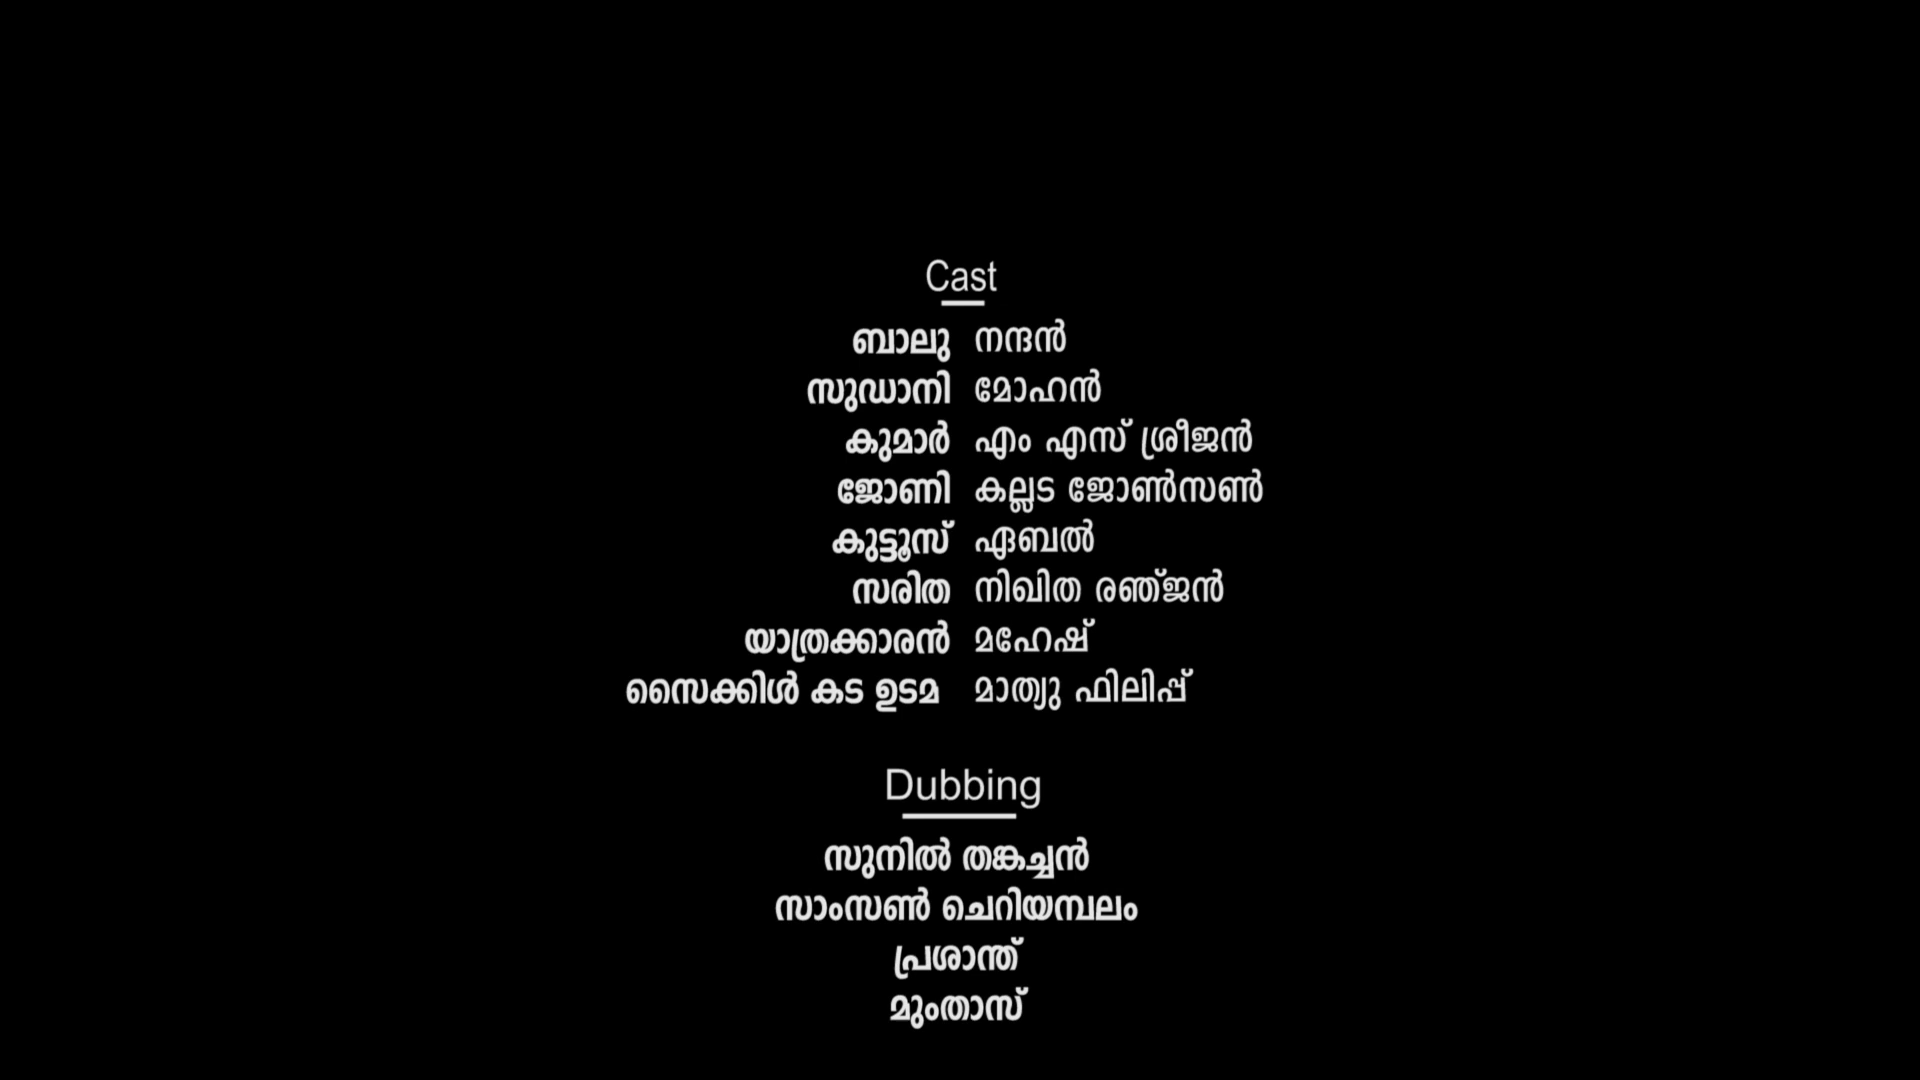 Cast
ബാലു നന്ദൻ
സുഡാനി മോഹൻ
കുമാർ എം എസ് ശ്രീജൻ
ജോണി കല്ലട ജോൺസൺ
കുട്ടൂസ് ഏബൽ
സരിത നിഖിത രഞ്ജൻ
യാത്രക്കാരൻ മഹേഷ്
സൈക്കിൾ കട ഉടമ മാത്യു ഫിലിപ്പ്
Dubbing
സുനിൽ തങ്കച്ചൻ
സാംസൺ ചെറിയമ്പലം
പ്രശാന്ത്
മുംതാസ്